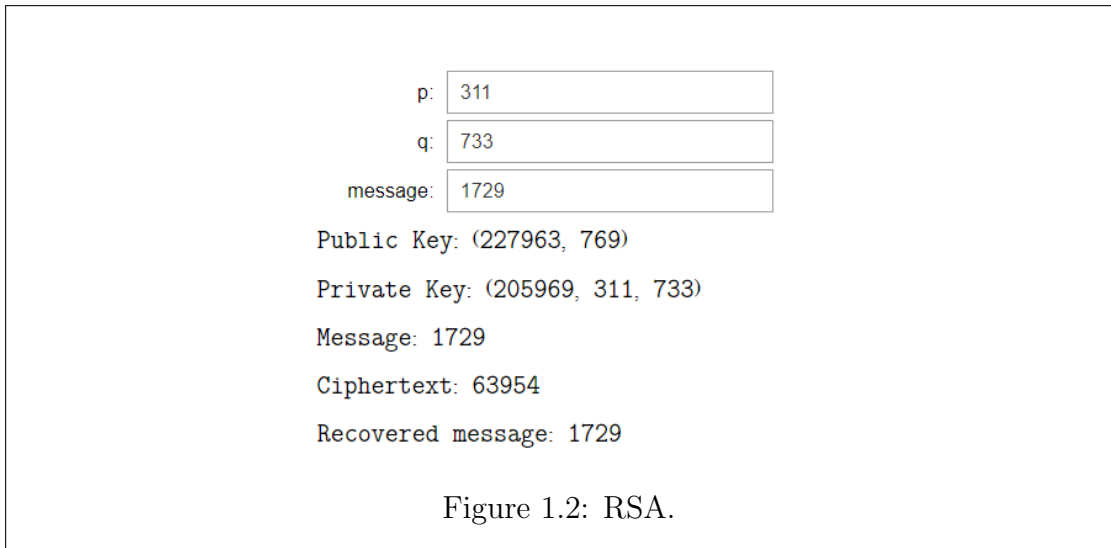 p: 311
q: 733
message: 1729
Public Key: (227963, 769)
Private Key: (205969, 311, 733)
Message: 1729
Ciphertext: 63954
Recovered message: 1729
Figure 1.2: RSA.